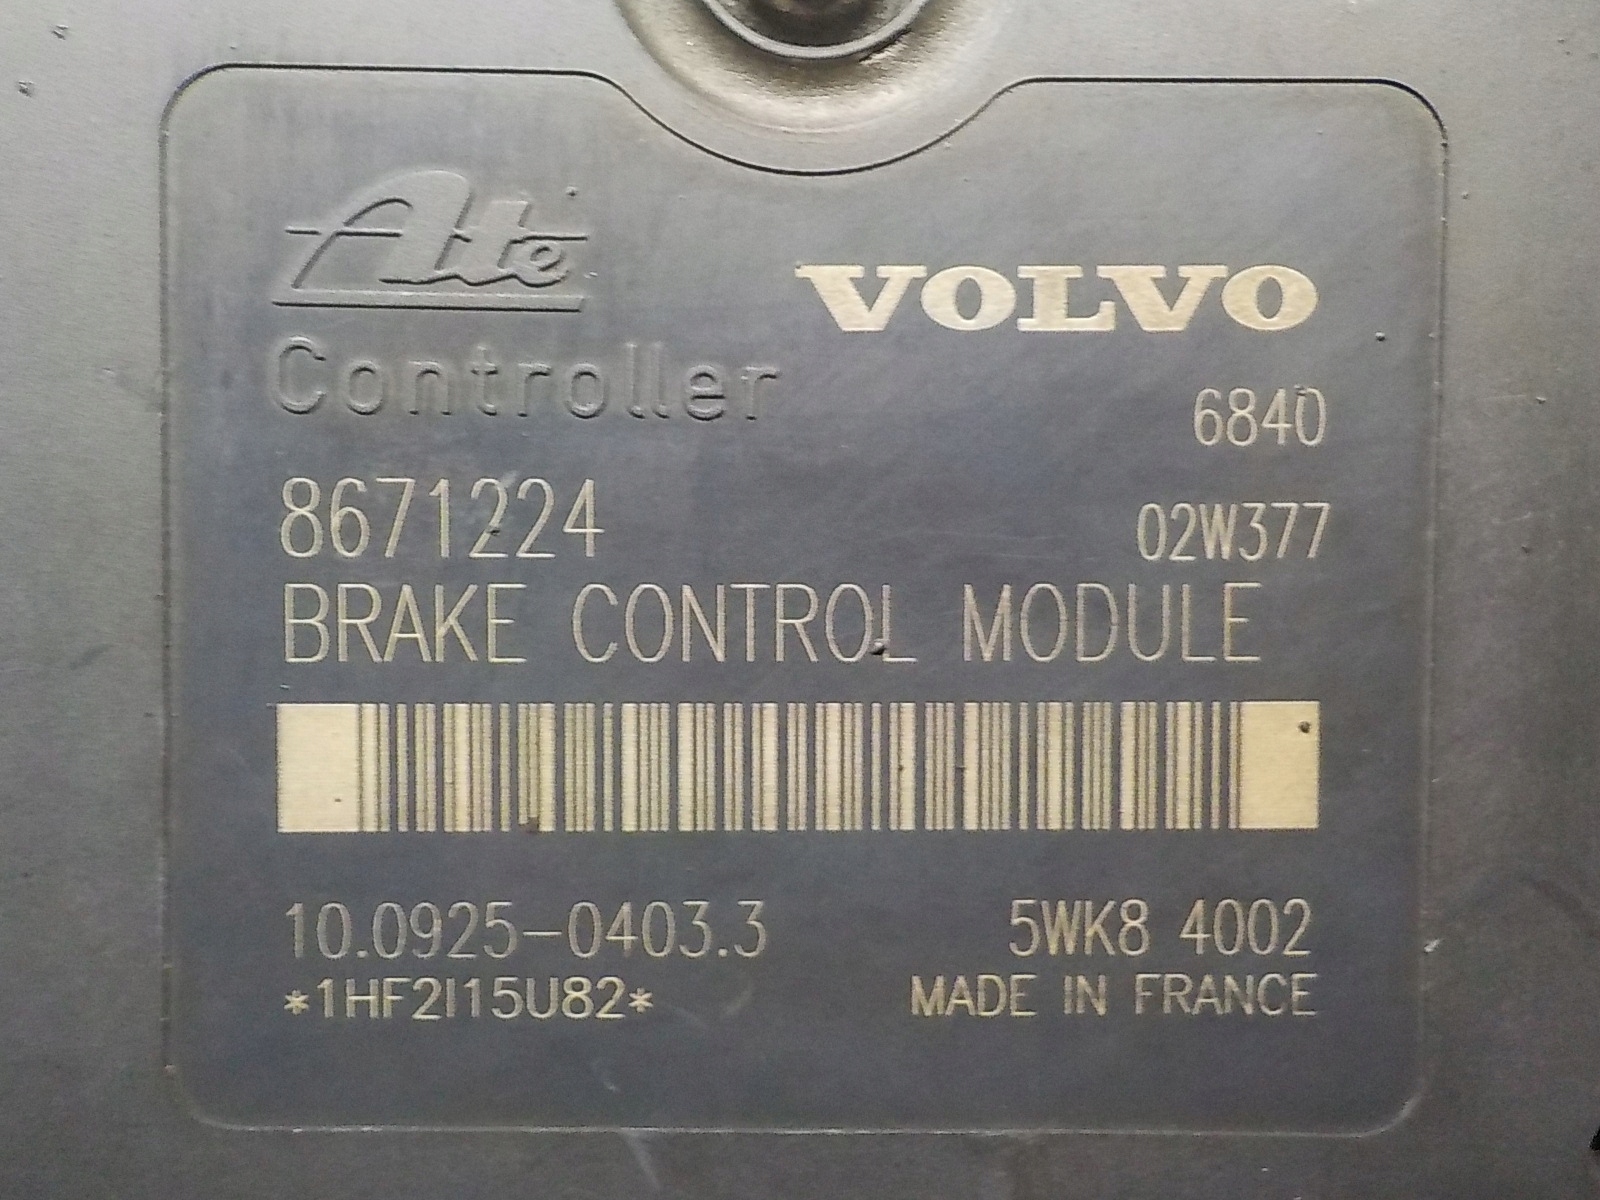 Ate
VOLVO
Controller
6840
8671224
02W377
BRAKE CONTROL MODULE
10.0925-0403.3
5WK8 4002
*1HF2I15U82*
MADE IN FRANCE